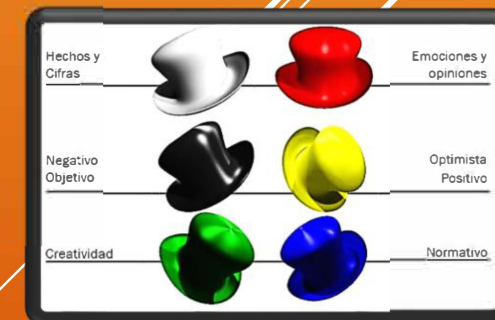 Hechos y
Cifras
Emociones y
opiniones
Negativo
Objetivo
Optimista
Positivo
Creatividad
Normativo